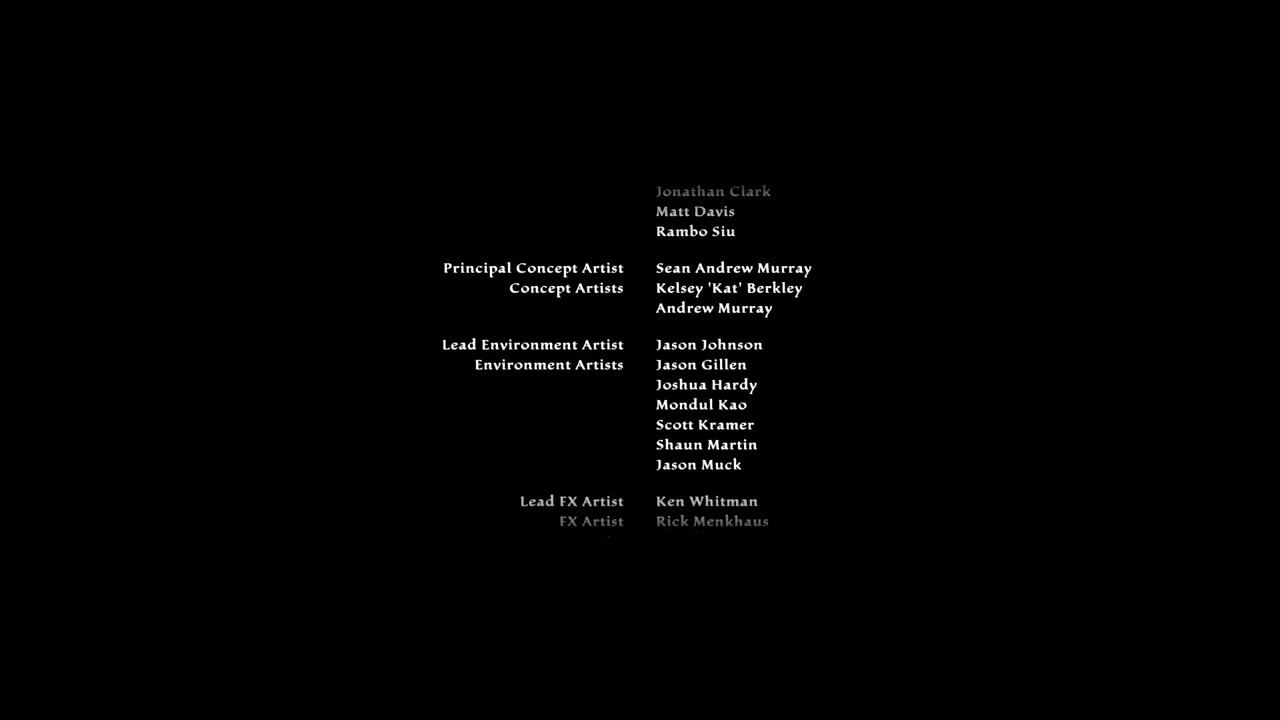 Jonathan Clark
Matt Davis
Rambo Siu
Principal Concept Artist Sean Andrew Murray
Concept Artists Kelsey 'Kat' Berkley
Andrew Murray
Lead Environment Artist Jason Johnson
Environment Artists Jason Gillen
Joshua Hardy
Mondul Kao
Scott Kramer
Shaun Martin
Jason Muck
Lead FX Artist Ken Whitman
FX Artist Rick Menkhaus